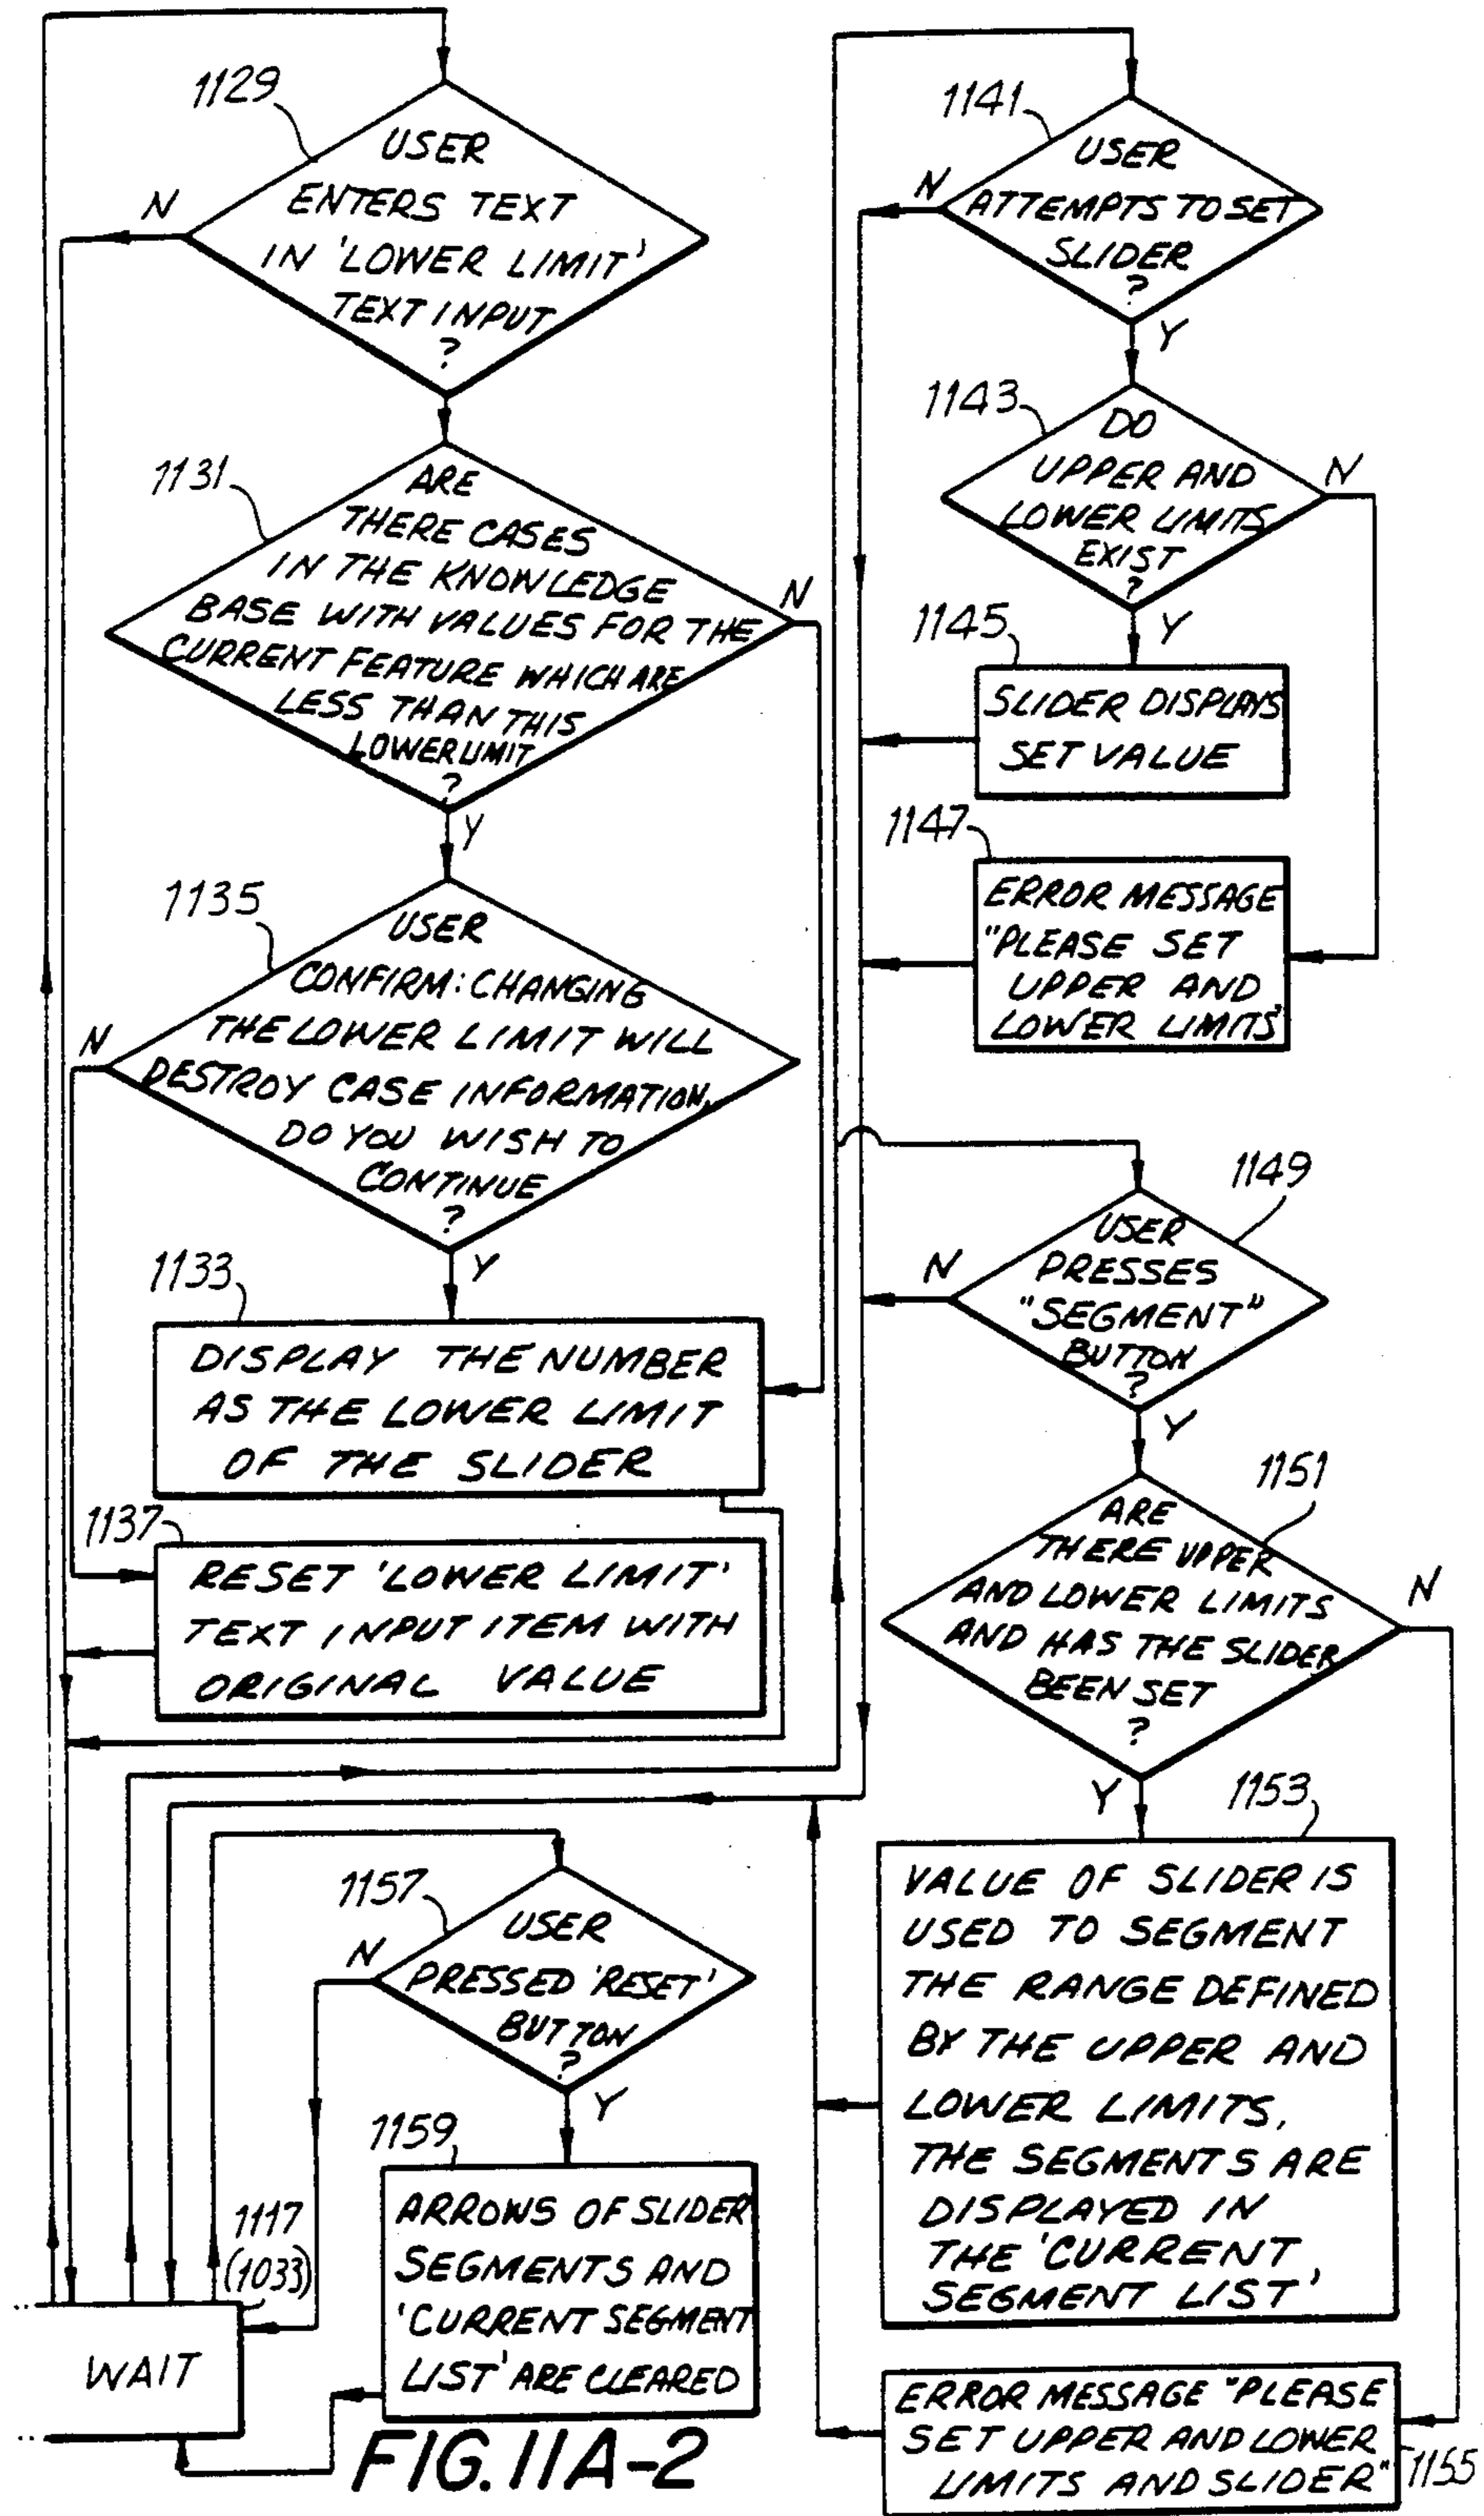 1129
USER
ENTERS TEXT
IN 'LOWER LIMIT'
TEXT INPUT
?
N
1131
ARE
THERE CASES
IN THE KNOWLEDGE
BASE WITH VALUES FOR THE
CURRENT FEATURE WHICH ARE
LESS THAN THIS
LOWER LIMIT
?
N
Y
1135
USER
CONFIRM: CHANGING
THE LOWER LIMIT WILL
DESTROY CASE INFORMATION,
DO YOU WISH TO
CONTINUE
?
N
Y
1133
DISPLAY THE NUMBER
AS THE LOWER LIMIT
OF THE SLIDER
1137
RESET 'LOWER LIMIT'
TEXT INPUT ITEM WITH
ORIGINAL VALUE
1141
USER
ATTEMPTS TO SET
SLIDER
?
N
Y
1143
DO
UPPER AND
LOWER LIMITS
EXIST
?
N
Y
1145
SLIDER DISPLAYS
SET VALUE
1147
ERROR MESSAGE
"PLEASE SET
UPPER AND
LOWER LIMITS'
1149
USER
PRESSES
"SEGMENT"
BUTTON
?
N
Y
1151
ARE
THERE UPPER
AND LOWER LIMITS
AND HAS THE SLIDER
BEEN SET
?
N
Y
1153
VALUE OF SLIDER IS
USED TO SEGMENT
THE RANGE DEFINED
BY THE UPPER AND
LOWER LIMITS,
THE SEGMENTS ARE
DISPLAYED IN
THE 'CURRENT
SEGMENT LIST'
ERROR MESSAGE "PLEASE
SET UPPER AND LOWER
LIMITS AND SLIDER"
1155
1157
USER
PRESSED 'RESET'
BUTTON
?
N
Y
1159
ARROWS OF SLIDER
SEGMENTS AND
'CURRENT SEGMENT
LIST' ARE CLEARED
1117
(1033)
WAIT
FIG. 11A-2